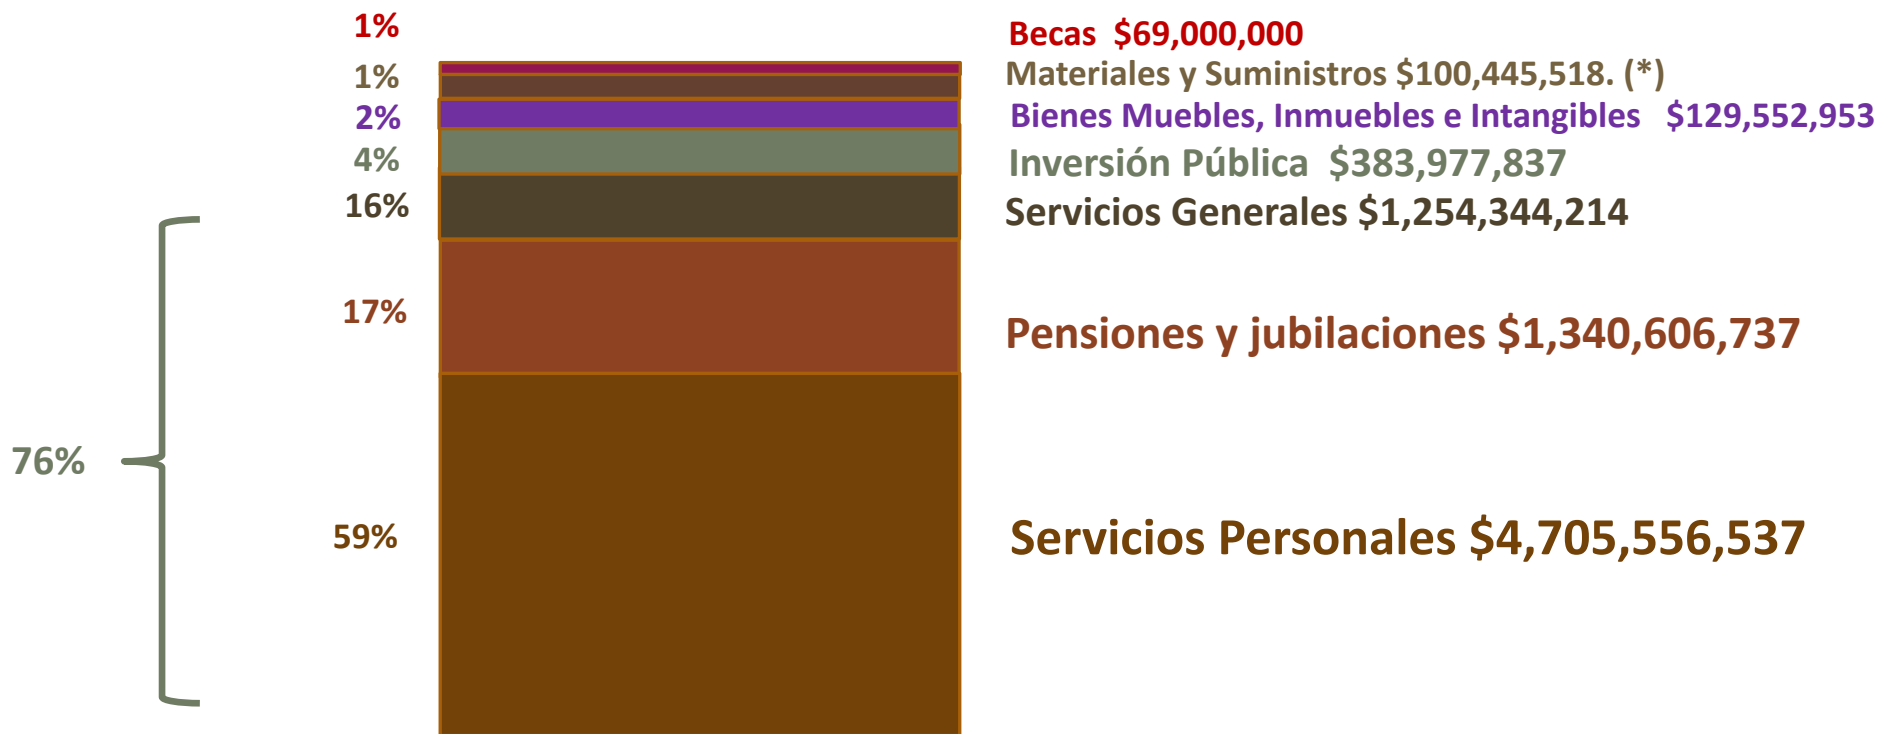 1% Becas $69,000,000
1% Materiales y Suministros $100,445,518. (*)
2% Bienes Muebles, Inmuebles e Intangibles $129,552,953
4% Inversión Pública $383,977,837
16% Servicios Generales $1,254,344,214
17% Pensiones y jubilaciones $1,340,606,737
76%
59% Servicios Personales $4,705,556,537